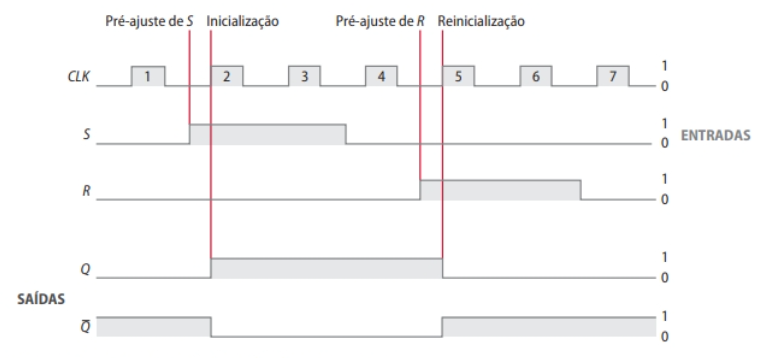 Pré-ajuste de S Inicialização Pré-ajuste de R Reinicialização
CLK 1 2 3 4 5 6 7 1
0
S 1
0 ENTRADAS
R 1
0
Q 1
0
SAÍDAS
Q̅ 1
0